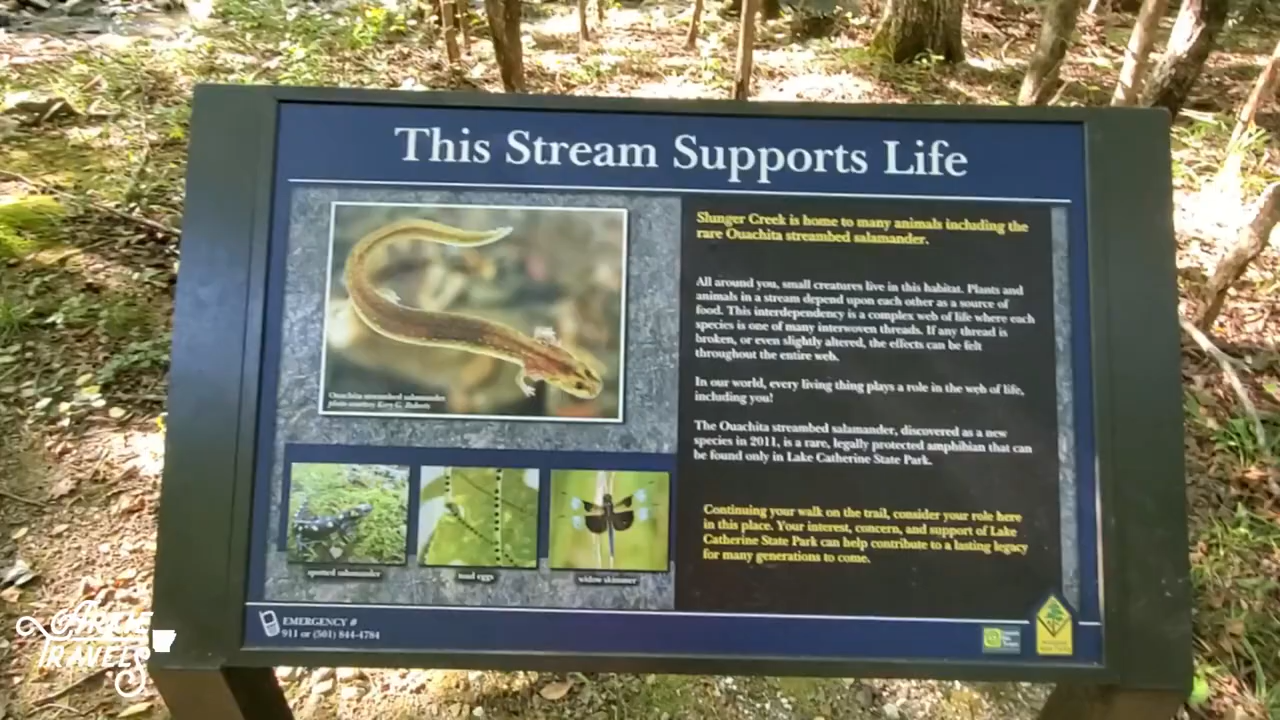 This Stream Supports Life
Slunger Creek is home to many animals including the
rare Ouachita streambed salamander.
All around you, small creatures live in this habitat. Plants and
animals in a stream depend upon each other as a source of
food. This interdependency is a complex web of life where each
species is one of many interwoven threads. If any thread is
broken, or even slightly altered, the effects can be felt
throughout the entire web.
In our world, every living thing plays a role in the web of life,
including you!
The Ouachita streambed salamander, discovered as a new
species in 2011, is a rare, legally protected amphibian that can
be found only in Lake Catherine State Park.
Continuing your walk on the trail, consider your role here
in this place. Your interest, concern, and support of Lake
Catherine State Park can help contribute to a lasting legacy
for many generations to come.
Ouachita streambed salamander
photo courtesy Kory G. Roberts
spotted salamander
toad eggs
widow skimmer
EMERGENCY #
911 or (501) 844-4784
ARKIE
TRAVELS